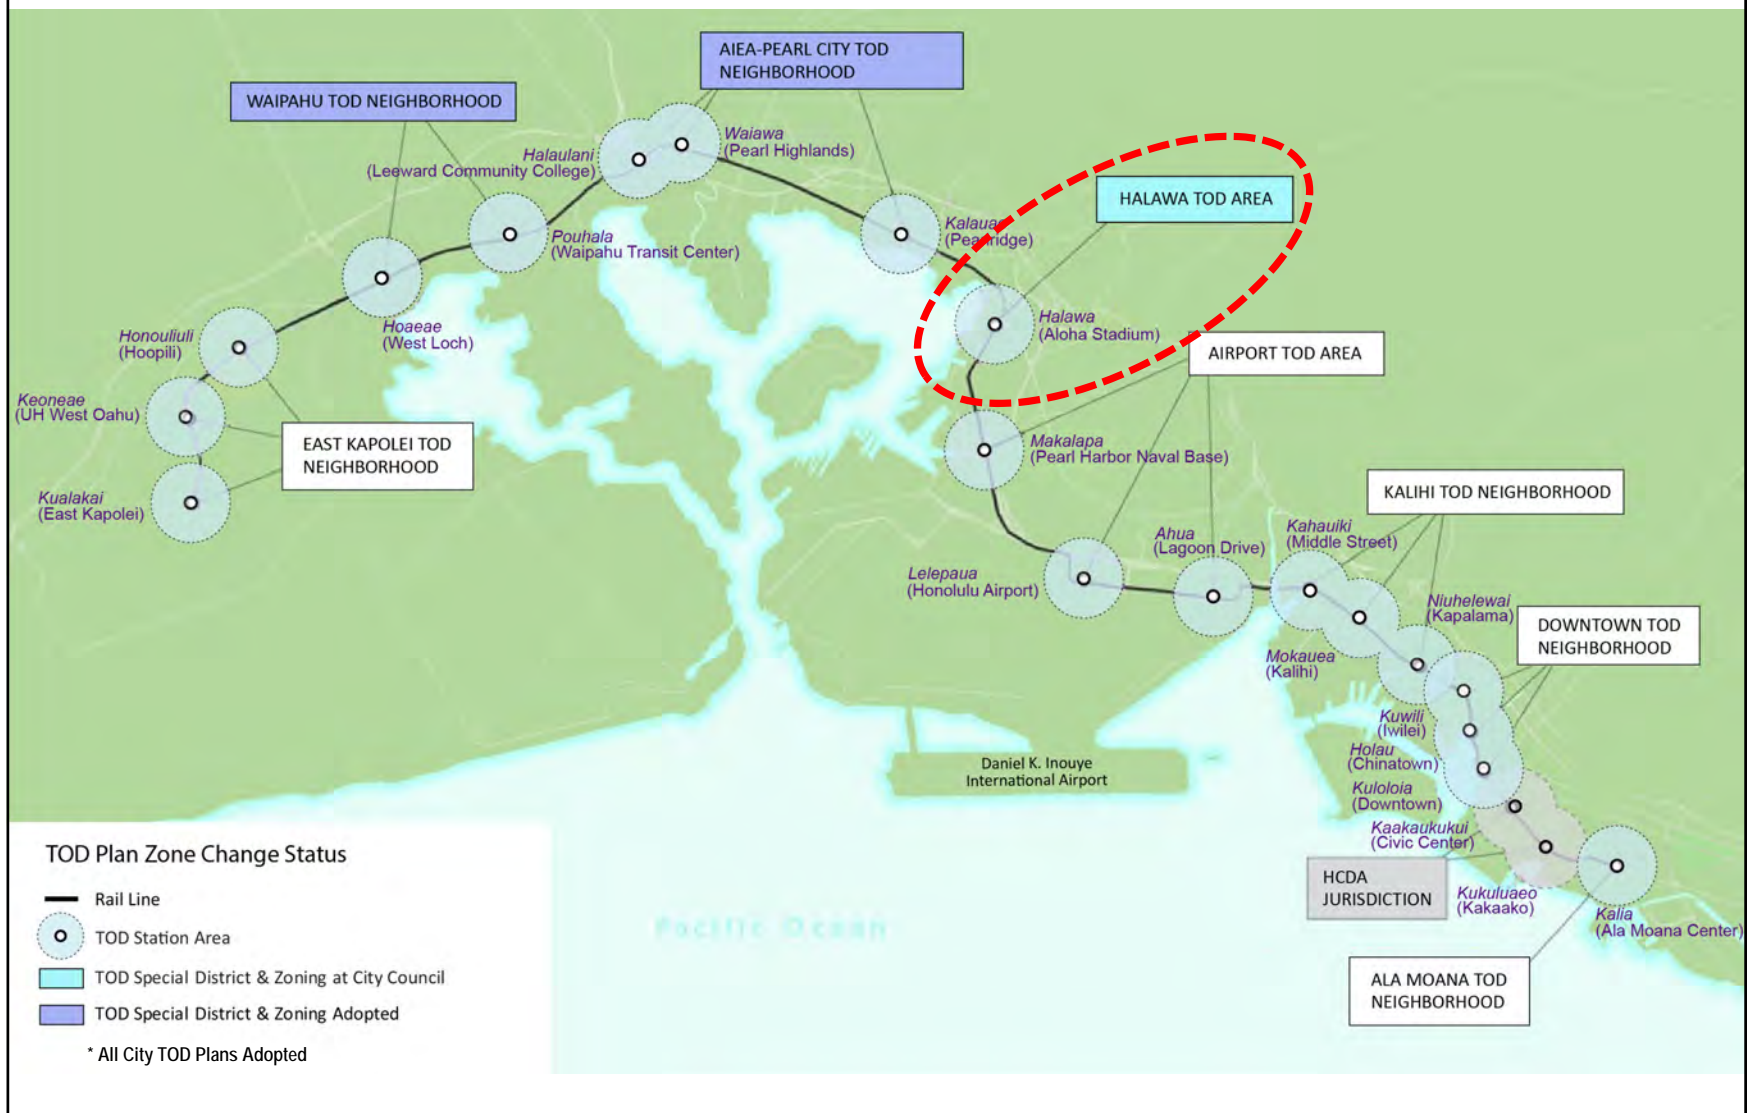 AIEA-PEARL CITY TOD
NEIGHBORHOOD
WAIPAHU TOD NEIGHBORHOOD
Waiawa
(Pearl Highlands)
Halaulani
(Leeward Community College)
HALAWA TOD AREA
Kalauao
(Pearlridge)
Pouhala
(Waipahu Transit Center)
Halawa
(Aloha Stadium)
Hoaeae
(West Loch)
Honouliuli
(Hoopili)
AIRPORT TOD AREA
Keoneae
(UH West Oahu)
EAST KAPOLEI TOD
NEIGHBORHOOD
Makalapa
(Pearl Harbor Naval Base)
Kualakai
(East Kapolei)
KALIHI TOD NEIGHBORHOOD
Kahauiki
(Middle Street)
Ahua
(Lagoon Drive)
Lelepaua
(Honolulu Airport)
Niuhelewai
(Kapalama)
DOWNTOWN TOD
NEIGHBORHOOD
Mokauea
(Kalihi)
Kuwili
(Iwilei)
Holau
(Chinatown)
Daniel K. Inouye
International Airport
Kuloloia
(Downtown)
Kaakaukukui
(Civic Center)
HCDA
JURISDICTION
Kukuluaeo
(Kakaako)
Kalia
(Ala Moana Center)
Pacific Ocean
ALA MOANA TOD
NEIGHBORHOOD
TOD Plan Zone Change Status
Rail Line
TOD Station Area
TOD Special District & Zoning at City Council
TOD Special District & Zoning Adopted
* All City TOD Plans Adopted